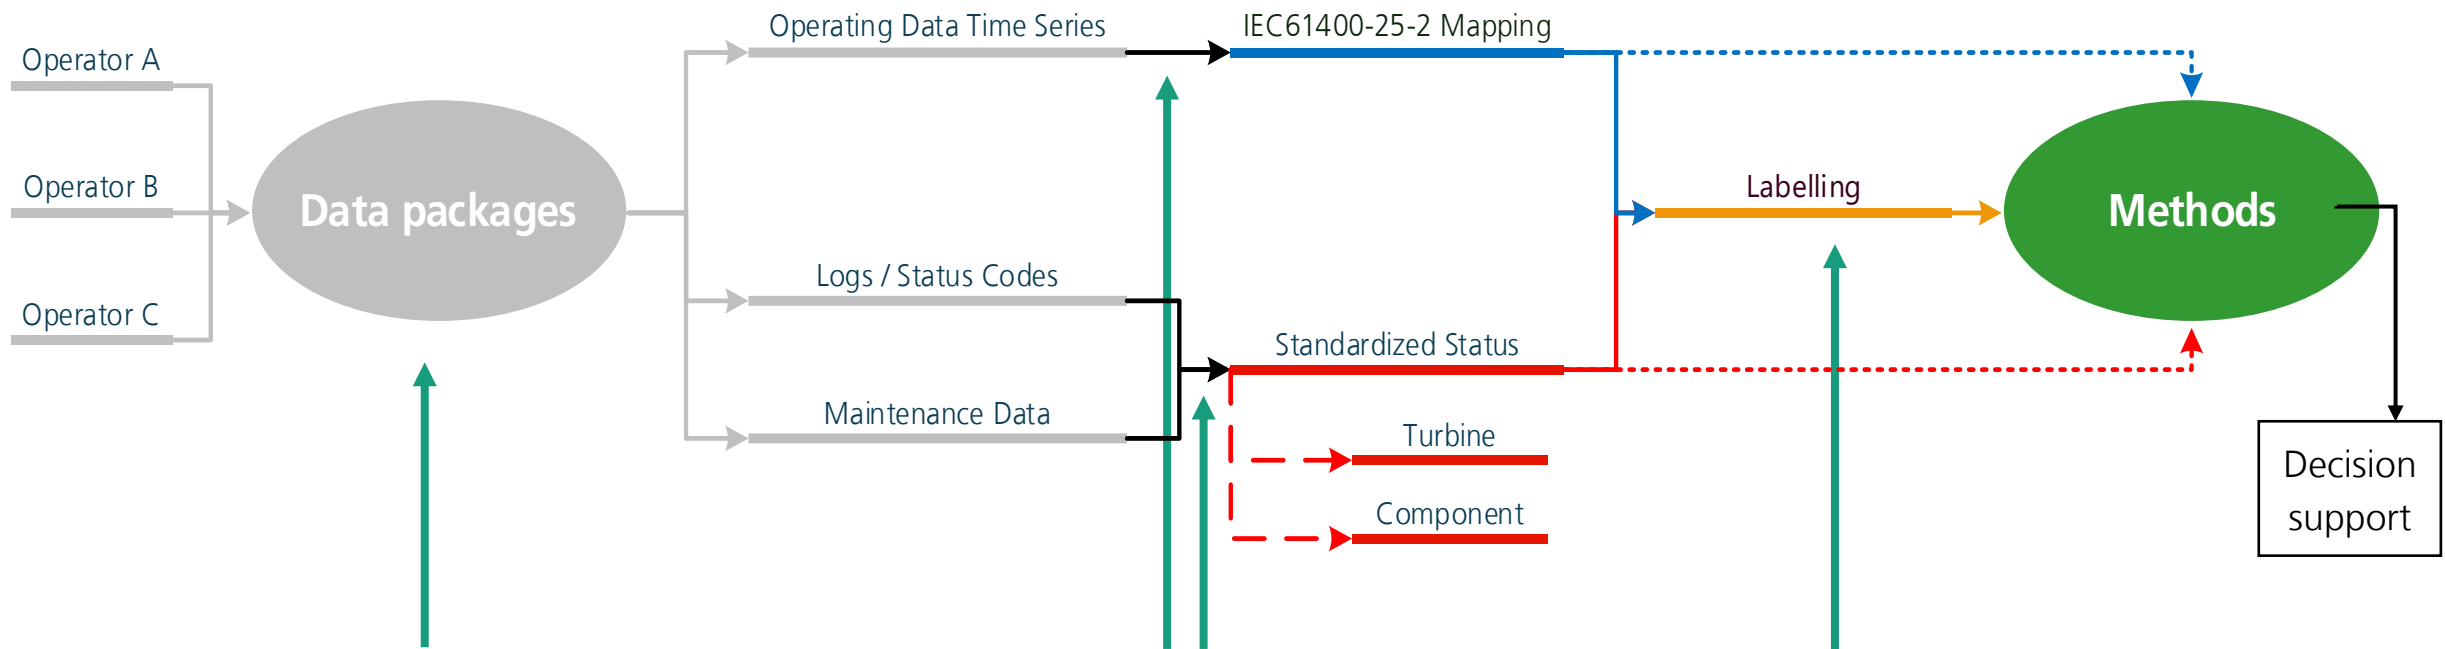 Operator A
Operator B
Operator C
Data packages
Operating Data Time Series
Logs / Status Codes
Maintenance Data
IEC61400-25-2 Mapping
Standardized Status
Turbine
Component
Labelling
Methods
Decision
support